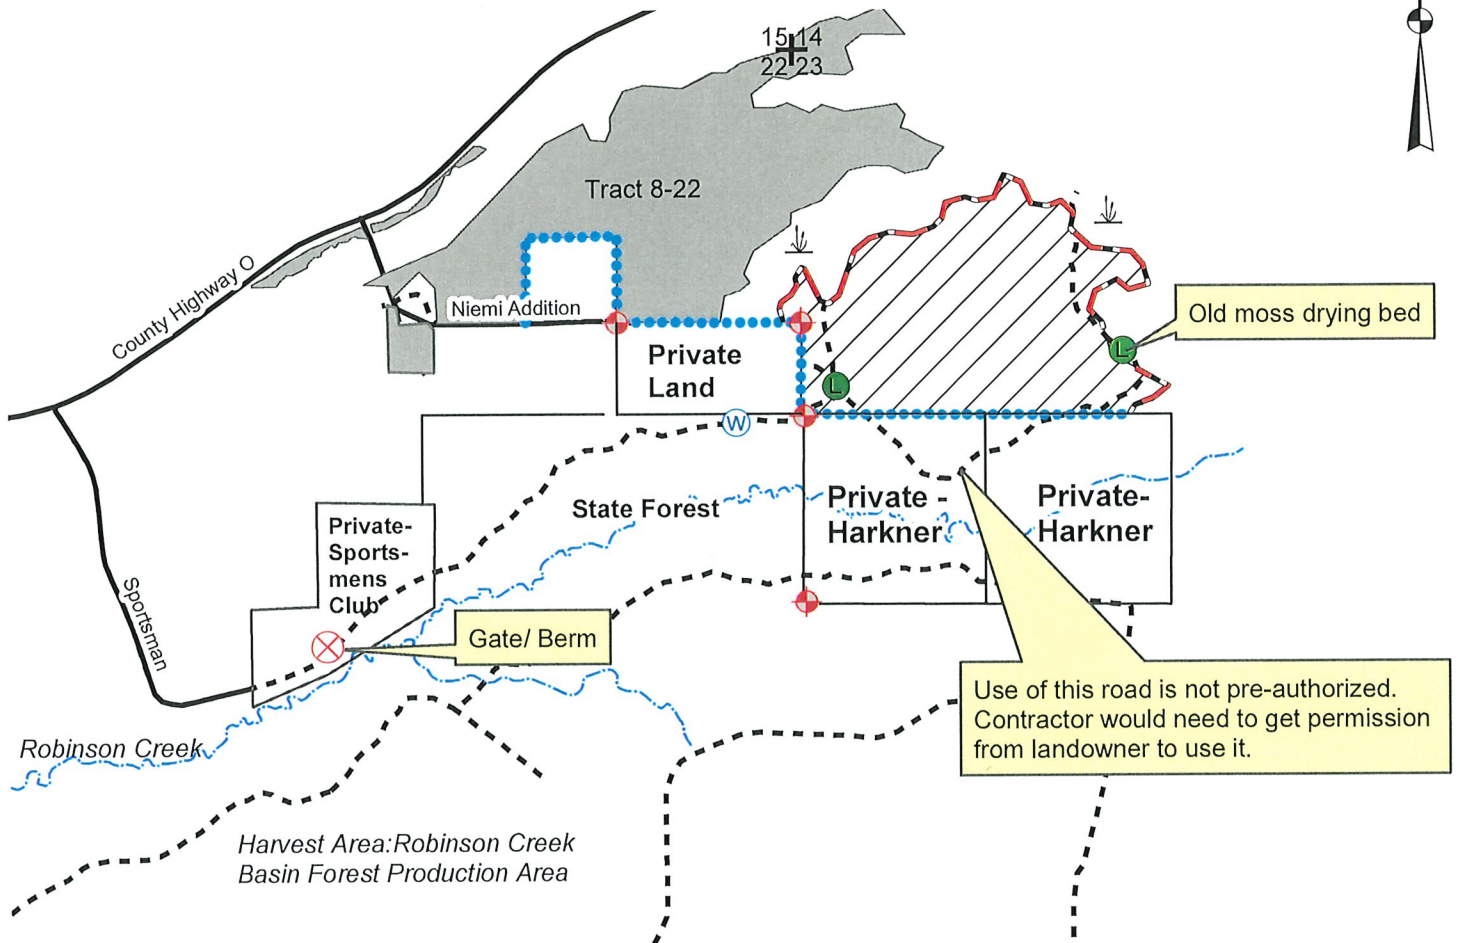 15 14
22 23
Tract 8-22
County Highway O
Niemi Addition
Old moss drying bed
Private
Land
L
L
W
State Forest
Private -
Harkner
Private-
Harkner
Private-
Sports-
mens
Club
Sportsman
Gate/ Berm
Use of this road is not pre-authorized.
Contractor would need to get permission
from landowner to use it.
Robinson Creek
Harvest Area:Robinson Creek
Basin Forest Production Area